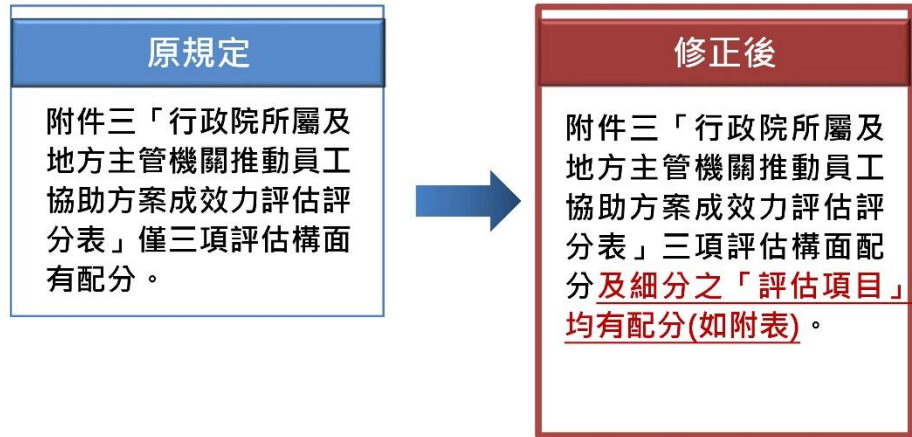 原規定
附件三「行政院所屬及
地方主管機關推動員工
協助方案成效力評估評
分表」僅三項評估構面
有配分。
修正後
附件三「行政院所屬及
地方主管機關推動員工
協助方案成效力評估評
分表」三項評估構面配
分及細分之「評估項目」
均有配分(如附表)。